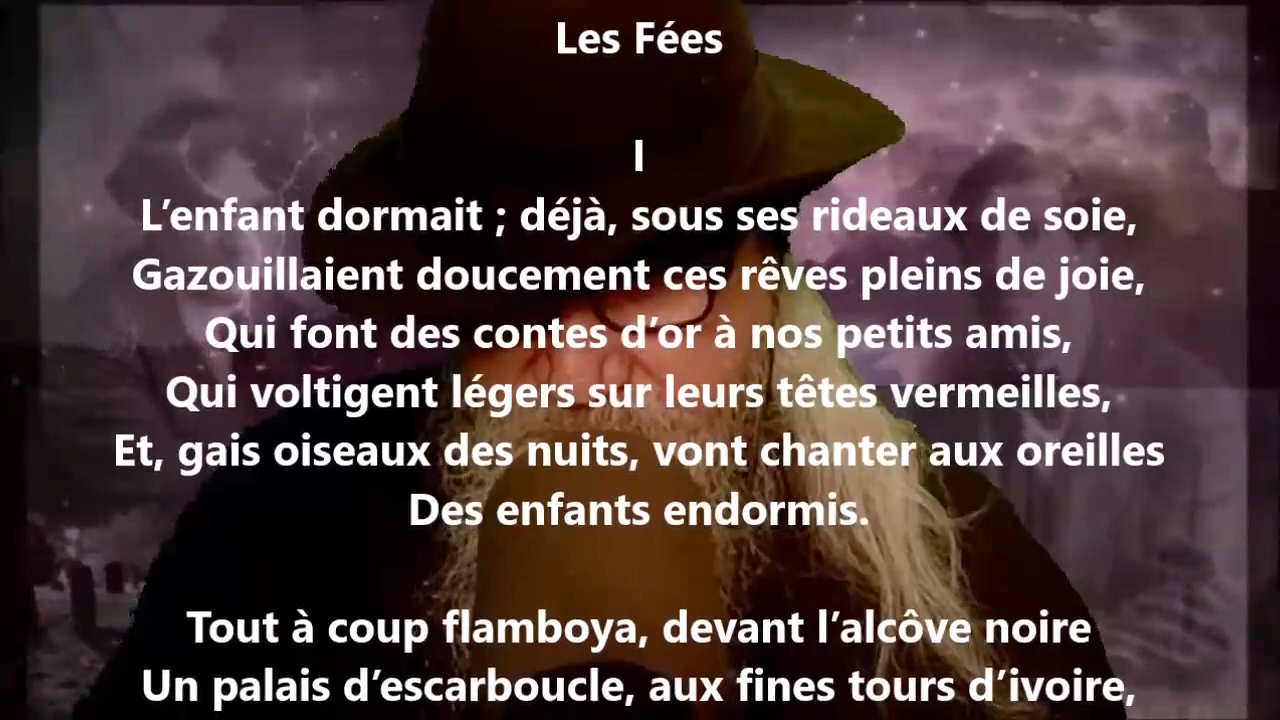 Les Fées
I
L’enfant dormait ; déjà, sous ses rideaux de soie,
Gazouillaient doucement ces rêves pleins de joie,
Qui font des contes d’or à nos petits amis,
Qui voltigent légers sur leurs têtes vermeilles,
Et, gais oiseaux des nuits, vont chanter aux oreilles
Des enfants endormis.
Tout à coup flamboya, devant l’alcôve noire
Un palais d’escarboucle, aux fines tours d’ivoire,